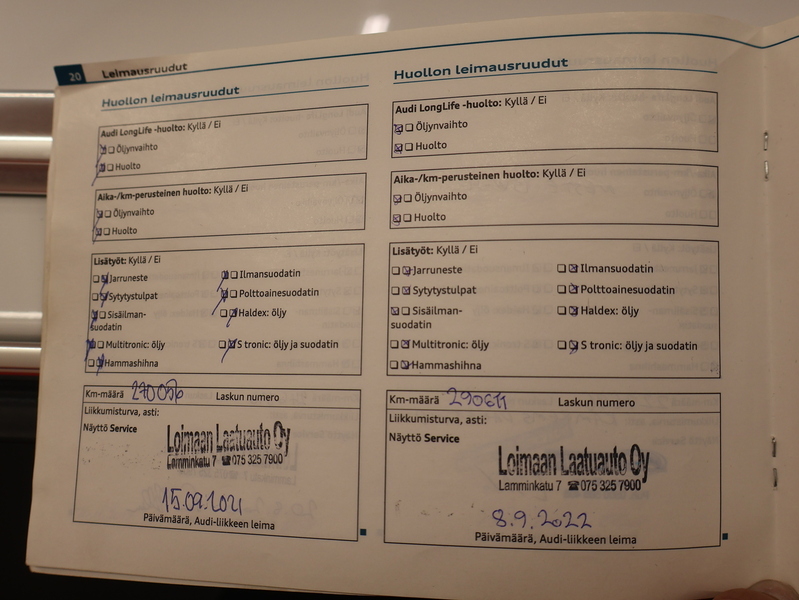 20 Leimausruudut
Huollon leimausruudut
Audi LongLife -huolto: Kyllä / Ei
Öljynvaihto
Huolto
Aika-/km-perusteinen huolto: Kyllä / Ei
Öljynvaihto
Huolto
Lisätyöt: Kyllä / Ei
Jarruneste
Ilmansuodatin
Sytytystulpat
Polttoainesuodatin
Sisäilman-
suodatin
Haldex: öljy
Multitronic: öljy
S tronic: öljy ja suodatin
Hammashihna
Km-määrä 270056 Laskun numero
Liikkumisturva, asti:
Näyttö Service
Loimaan Laatuauto Oy
Lamminkatu 7 ☎ 075 325 7900
15.09.2021
Päivämäärä, Audi-liikkeen leima
Huollon leimausruudut
Audi LongLife -huolto: Kyllä / Ei
Öljynvaihto
Huolto
Aika-/km-perusteinen huolto: Kyllä / Ei
Öljynvaihto
Huolto
Lisätyöt: Kyllä / Ei
Jarruneste
Ilmansuodatin
Sytytystulpat
Polttoainesuodatin
Sisäilman-
suodatin
Haldex: öljy
Multitronic: öljy
S tronic: öljy ja suodatin
Hammashihna
Km-määrä Laskun numero
Liikkumisturva, asti:
Näyttö Service
Loimaan Laatuauto Oy
Lamminkatu 7 ☎ 075 325 7900
8.9.2022
Päivämäärä, Audi-liikkeen leima